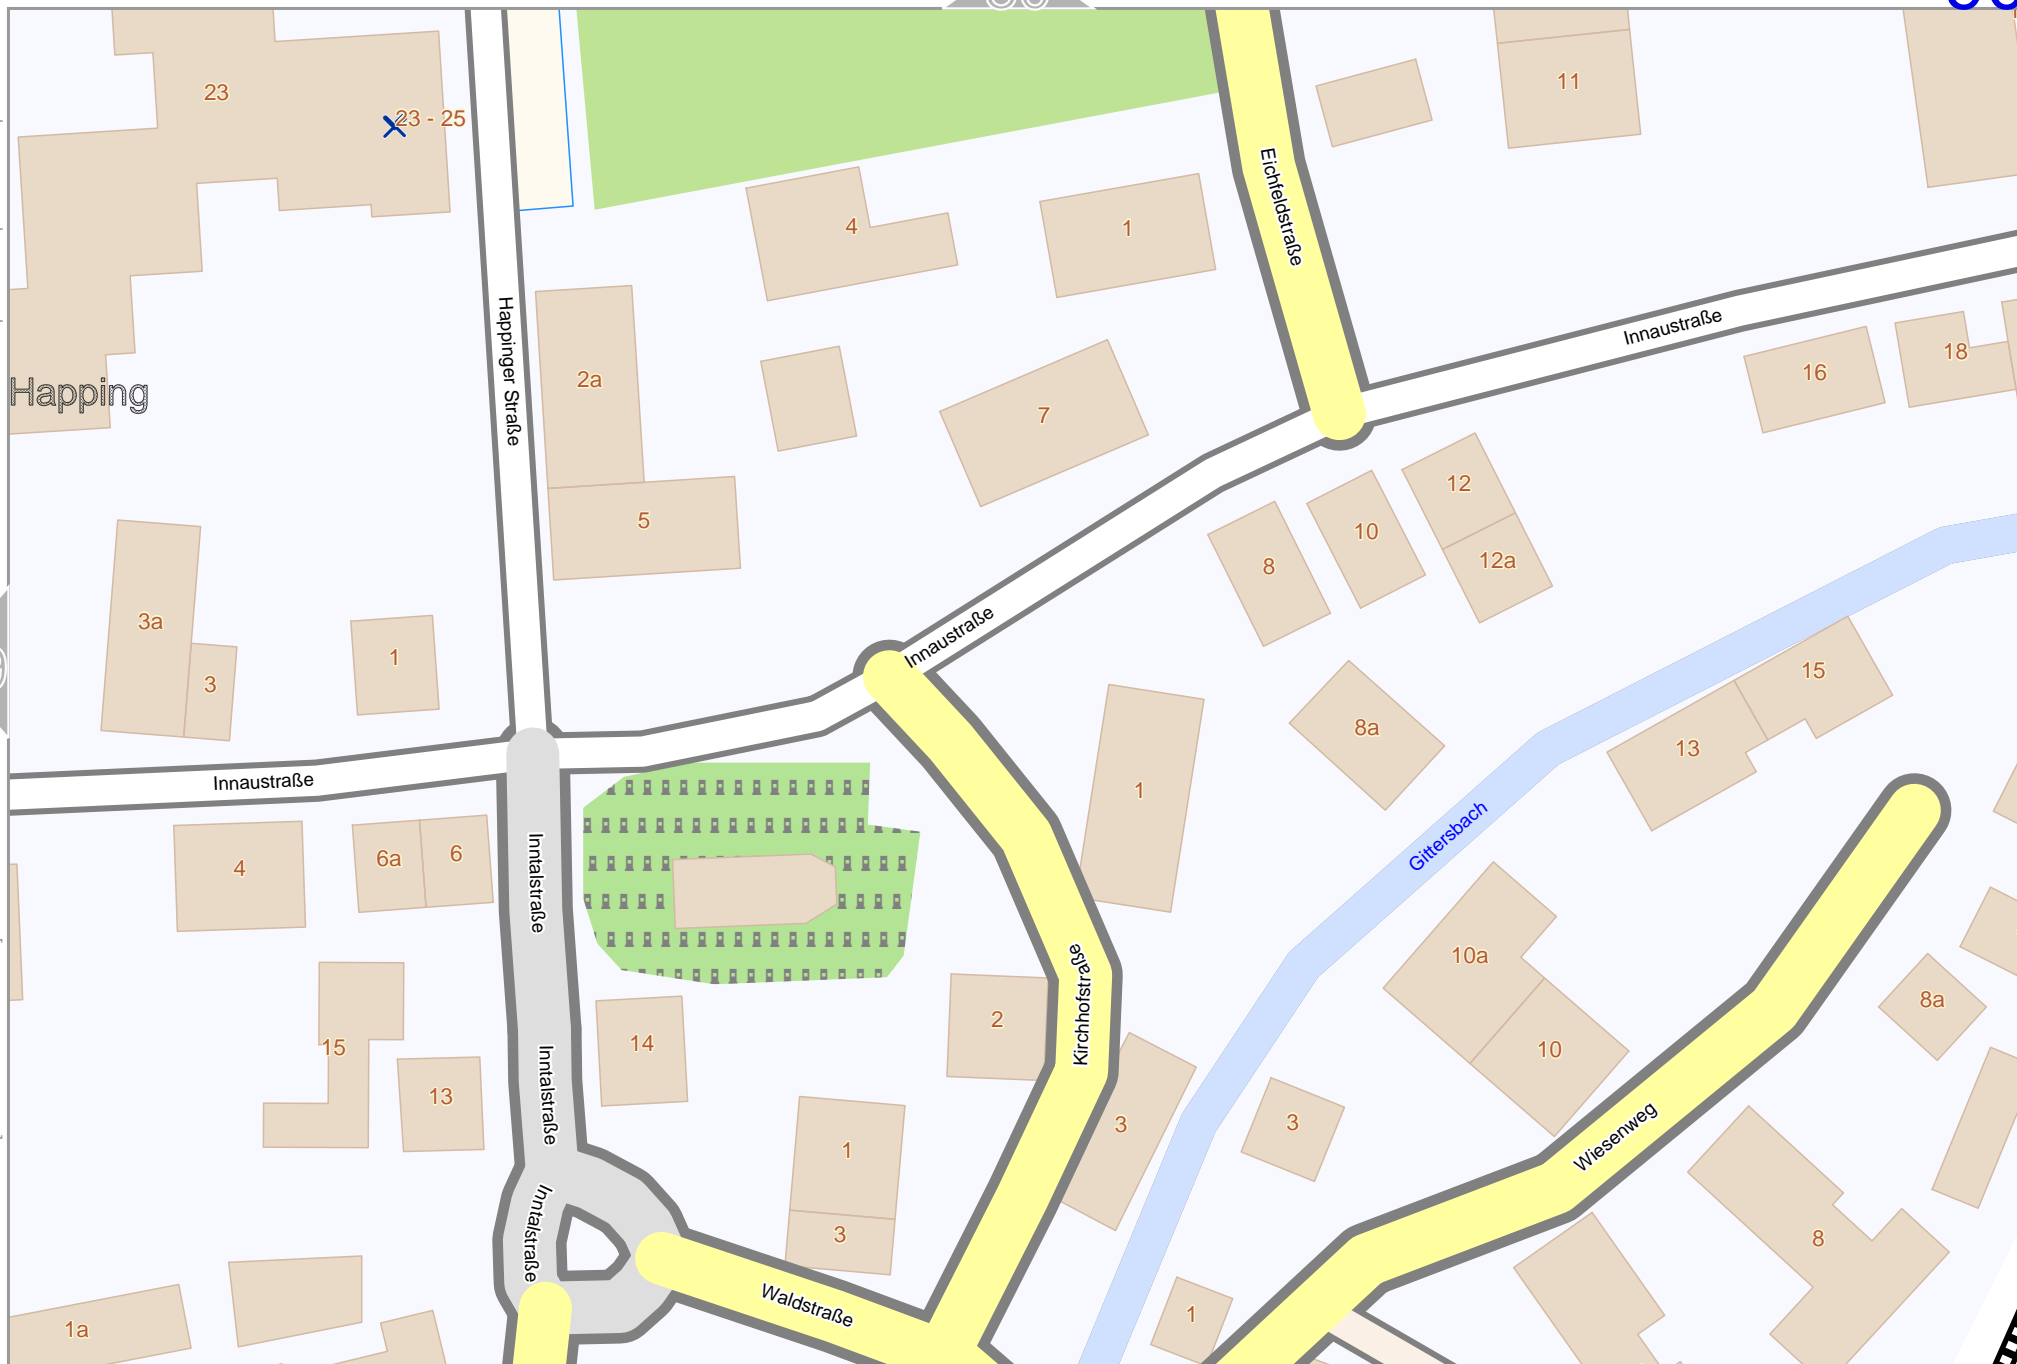 23
23 - 25
11
Eichfeldstraße
4
1
Happinger Straße
Innaustraße
2a
16
18
Happing
7
5
12
10
12a
8
3a
1
3
Innaustraße
15
8a
13
Innaustraße
1
Gittersbach
4
6a
6
Inntalstraße
10a
8a
Kirchhofstraße
2
14
15
10
13
Inntalstraße
3
3
1
Wiesenweg
Inntalstraße
3
8
Waldstraße
1
1a